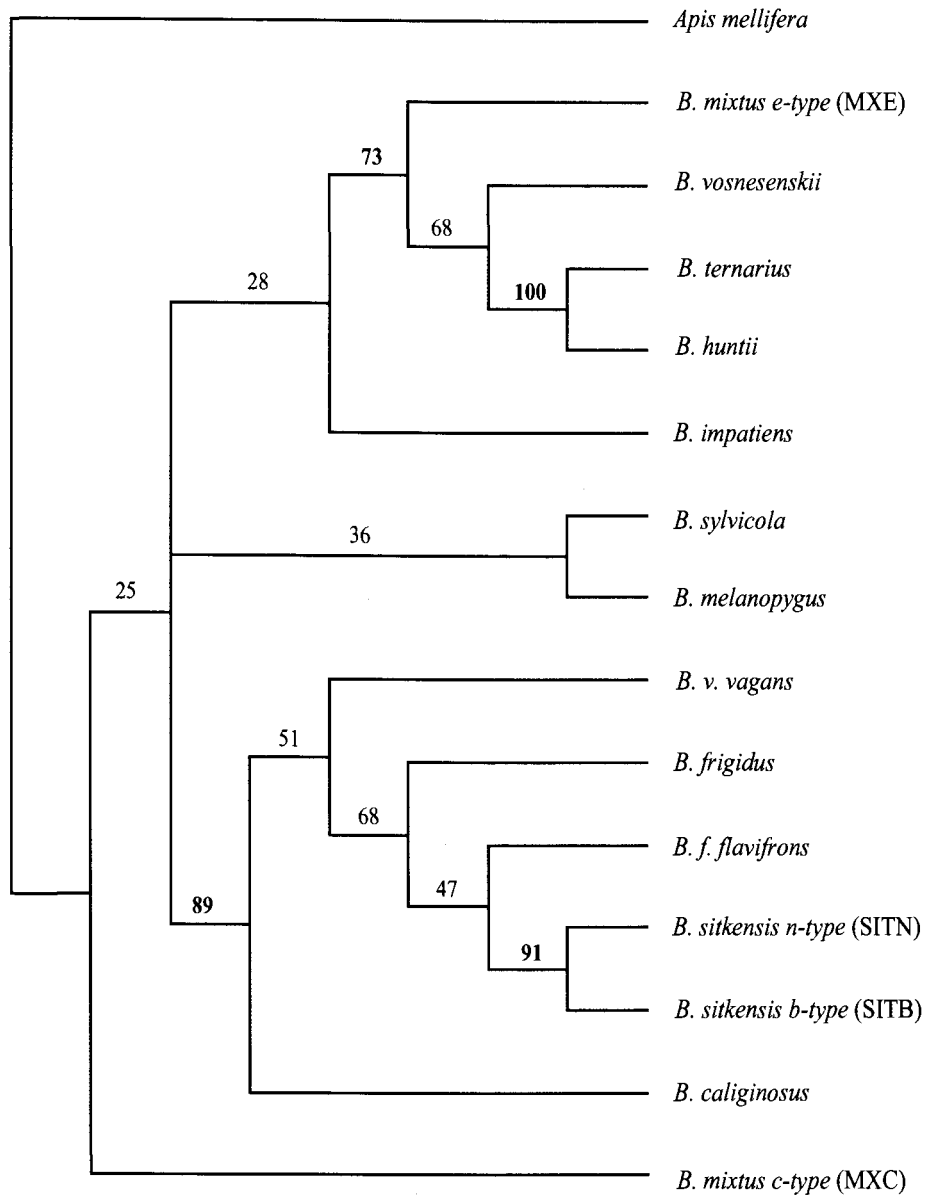 Apis mellifera
B. mixtus e-type (MXE)
73
B. vosnesenskii
68
B. ternarius
28
100
B. huntii
B. impatiens
B. sylvicola
36
B. melanopygus
25
B. v. vagans
51
B. frigidus
68
B. f. flavifrons
47
89
B. sitkensis n-type (SITN)
91
B. sitkensis b-type (SITB)
B. caliginosus
B. mixtus c-type (MXC)